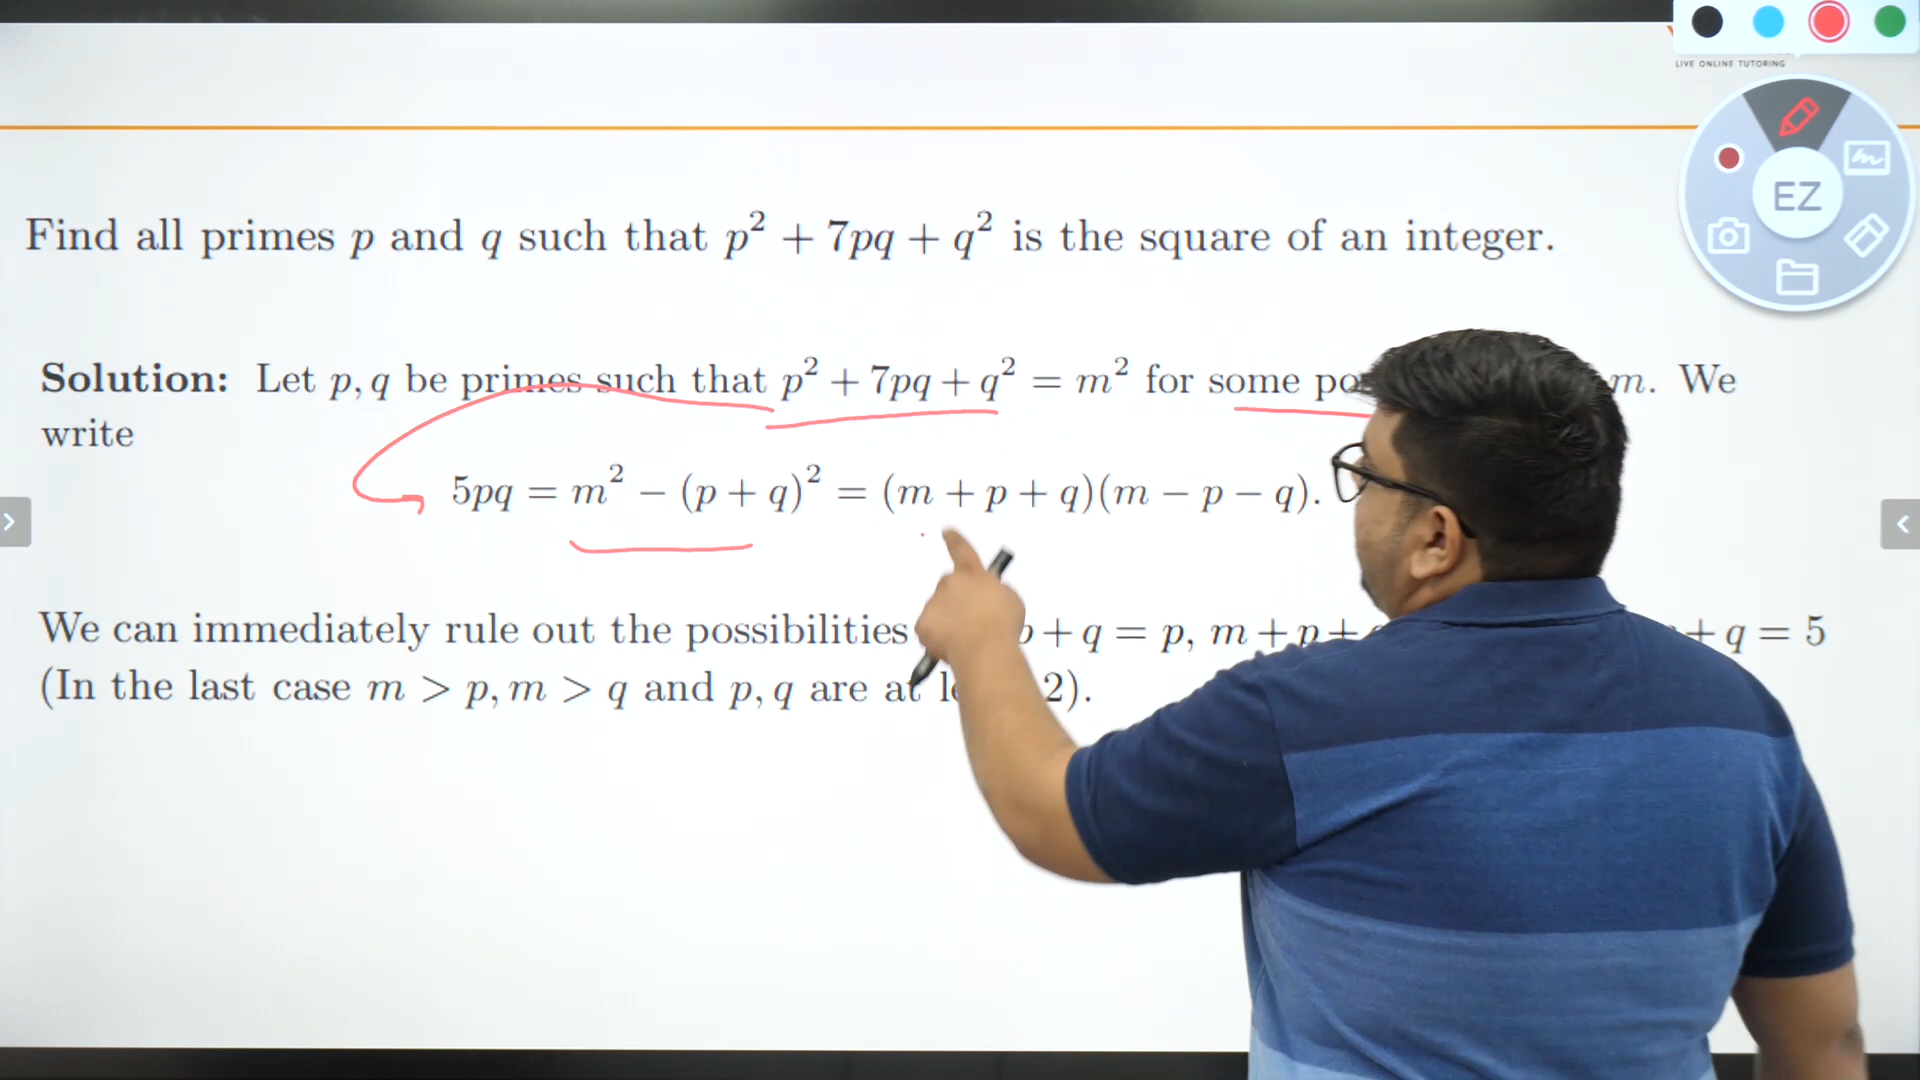 LIVE ONLINE TUTORING
EZ
Find all primes p and q such that p² + 7pq + q² is the square of an integer.
Solution: Let p, q be primes such that p² + 7pq + q² = m² for some m. We
write
5pq = m² − (p + q)² = (m + p + q)(m − p − q).
We can immediately rule out the possibilities + q = p, m + p + + q = 5
(In the last case m > p, m > q and p, q are at 2).